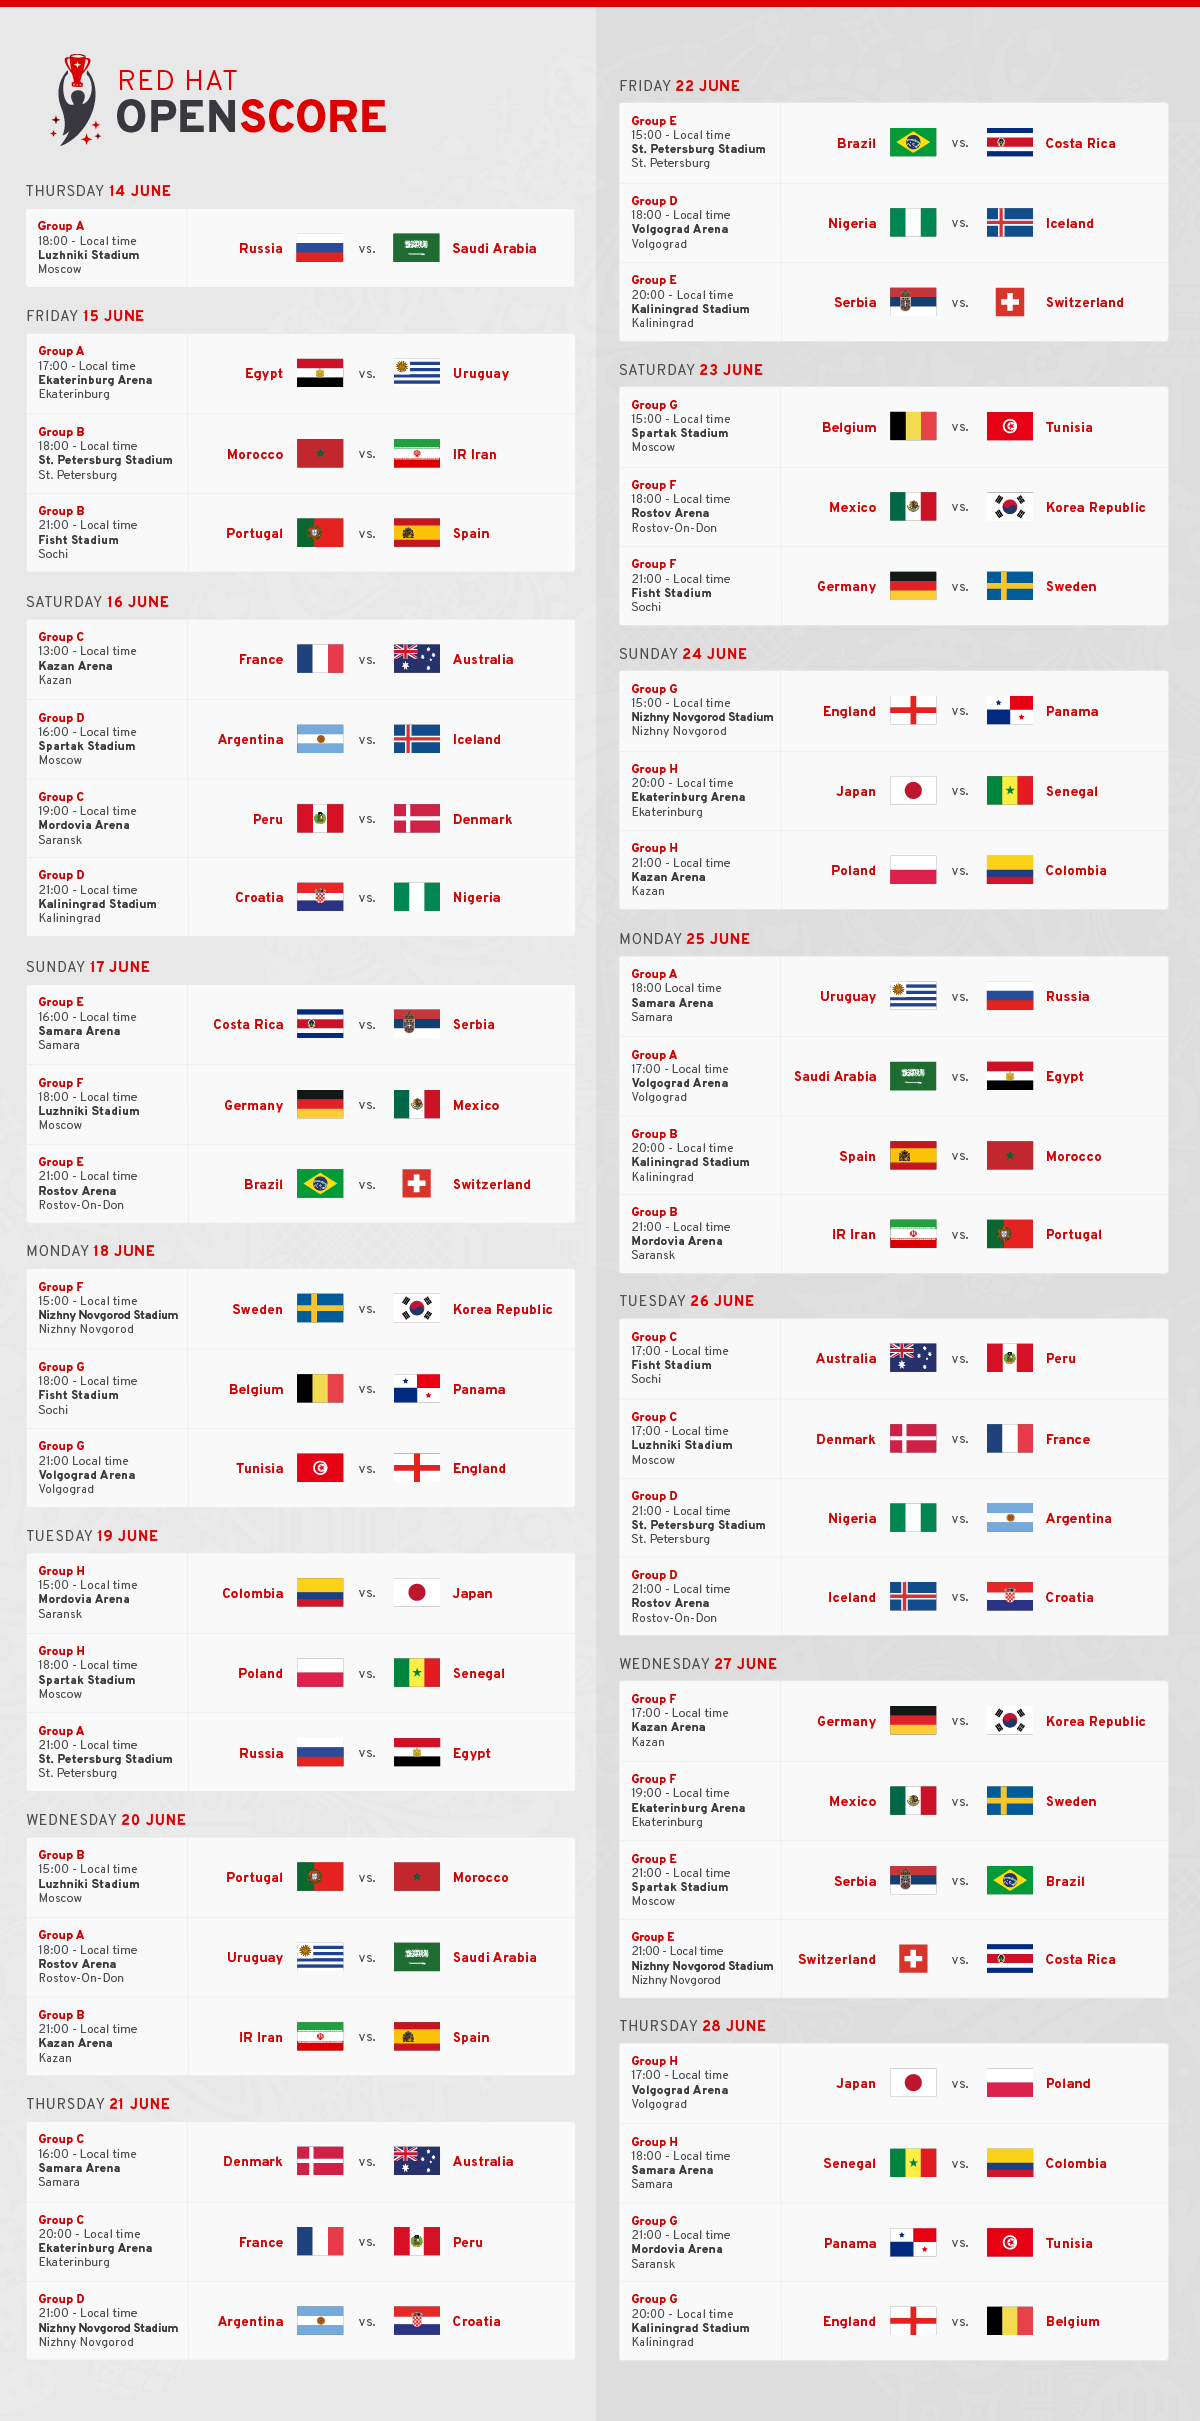 RED HAT
OPENSCORE
THURSDAY 14 JUNE
Group A
18:00 - Local time
Luzhniki Stadium
Moscow
Russia vs. Saudi Arabia
FRIDAY 15 JUNE
Group A
17:00 - Local time
Ekaterinburg Arena
Ekaterinburg
Egypt vs. Uruguay
Group B
18:00 - Local time
St. Petersburg Stadium
St. Petersburg
Morocco vs. IR Iran
Group B
21:00 - Local time
Fisht Stadium
Sochi
Portugal vs. Spain
SATURDAY 16 JUNE
Group C
13:00 - Local time
Kazan Arena
Kazan
France vs. Australia
Group D
16:00 - Local time
Spartak Stadium
Moscow
Argentina vs. Iceland
Group C
19:00 - Local time
Mordovia Arena
Saransk
Peru vs. Denmark
Group D
21:00 - Local time
Kaliningrad Stadium
Kaliningrad
Croatia vs. Nigeria
SUNDAY 17 JUNE
Group E
16:00 - Local time
Samara Arena
Samara
Costa Rica vs. Serbia
Group F
18:00 - Local time
Luzhniki Stadium
Moscow
Germany vs. Mexico
Group E
21:00 - Local time
Rostov Arena
Rostov-On-Don
Brazil vs. Switzerland
MONDAY 18 JUNE
Group F
15:00 - Local time
Nizhny Novgorod Stadium
Nizhny Novgorod
Sweden vs. Korea Republic
Group G
18:00 - Local time
Fisht Stadium
Sochi
Belgium vs. Panama
Group G
21:00 Local time
Volgograd Arena
Volgograd
Tunisia vs. England
TUESDAY 19 JUNE
Group H
15:00 - Local time
Mordovia Arena
Saransk
Colombia vs. Japan
Group H
18:00 - Local time
Spartak Stadium
Moscow
Poland vs. Senegal
Group A
21:00 - Local time
St. Petersburg Stadium
St. Petersburg
Russia vs. Egypt
WEDNESDAY 20 JUNE
Group B
15:00 - Local time
Luzhniki Stadium
Moscow
Portugal vs. Morocco
Group A
18:00 - Local time
Rostov Arena
Rostov-On-Don
Uruguay vs. Saudi Arabia
Group B
21:00 - Local time
Kazan Arena
Kazan
IR Iran vs. Spain
THURSDAY 21 JUNE
Group C
16:00 - Local time
Samara Arena
Samara
Denmark vs. Australia
Group C
20:00 - Local time
Ekaterinburg Arena
Ekaterinburg
France vs. Peru
Group D
21:00 - Local time
Nizhny Novgorod Stadium
Nizhny Novgorod
Argentina vs. Croatia
FRIDAY 22 JUNE
Group E
15:00 - Local time
St. Petersburg Stadium
St. Petersburg
Brazil vs. Costa Rica
Group D
18:00 - Local time
Volgograd Arena
Volgograd
Nigeria vs. Iceland
Group E
20:00 - Local time
Kaliningrad Stadium
Kaliningrad
Serbia vs. Switzerland
SATURDAY 23 JUNE
Group G
15:00 - Local time
Spartak Stadium
Moscow
Belgium vs. Tunisia
Group F
18:00 - Local time
Rostov Arena
Rostov-On-Don
Mexico vs. Korea Republic
Group F
21:00 - Local time
Fisht Stadium
Sochi
Germany vs. Sweden
SUNDAY 24 JUNE
Group G
15:00 - Local time
Nizhny Novgorod Stadium
Nizhny Novgorod
England vs. Panama
Group H
20:00 - Local time
Ekaterinburg Arena
Ekaterinburg
Japan vs. Senegal
Group H
21:00 - Local time
Kazan Arena
Kazan
Poland vs. Colombia
MONDAY 25 JUNE
Group A
18:00 Local time
Samara Arena
Samara
Uruguay vs. Russia
Group A
17:00 - Local time
Volgograd Arena
Volgograd
Saudi Arabia vs. Egypt
Group B
20:00 - Local time
Kaliningrad Stadium
Kaliningrad
Spain vs. Morocco
Group B
21:00 - Local time
Mordovia Arena
Saransk
IR Iran vs. Portugal
TUESDAY 26 JUNE
Group C
17:00 - Local time
Fisht Stadium
Sochi
Australia vs. Peru
Group C
17:00 - Local time
Luzhniki Stadium
Moscow
Denmark vs. France
Group D
21:00 - Local time
St. Petersburg Stadium
St. Petersburg
Nigeria vs. Argentina
Group D
21:00 - Local time
Rostov Arena
Rostov-On-Don
Iceland vs. Croatia
WEDNESDAY 27 JUNE
Group F
17:00 - Local time
Kazan Arena
Kazan
Germany vs. Korea Republic
Group F
19:00 - Local time
Ekaterinburg Arena
Ekaterinburg
Mexico vs. Sweden
Group E
21:00 - Local time
Spartak Stadium
Moscow
Serbia vs. Brazil
Group E
21:00 - Local time
Nizhny Novgorod Stadium
Nizhny Novgorod
Switzerland vs. Costa Rica
THURSDAY 28 JUNE
Group H
17:00 - Local time
Volgograd Arena
Volgograd
Japan vs. Poland
Group H
18:00 - Local time
Samara Arena
Samara
Senegal vs. Colombia
Group G
21:00 - Local time
Mordovia Arena
Saransk
Panama vs. Tunisia
Group G
20:00 - Local time
Kaliningrad Stadium
Kaliningrad
England vs. Belgium